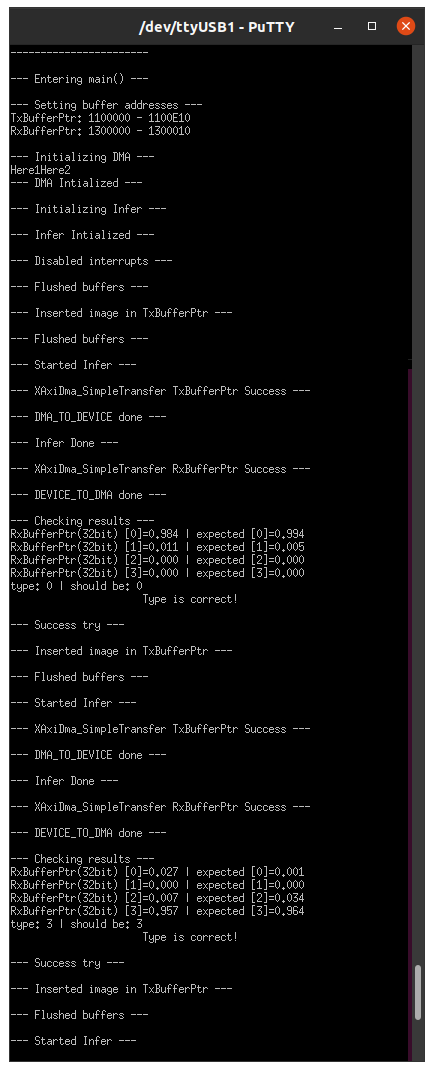 /dev/ttyUSB1 - PuTTY
------------------------
--- Entering main() ---
--- Setting buffer addresses ---
TxBufferPtr: 1100000 - 1100E10
RxBufferPtr: 1300000 - 1300010
--- Initializing DMA ---
Here1Here2
--- DMA Intialized ---
--- Initializing Infer ---
--- Infer Intialized ---
--- Disabled interrupts ---
--- Flushed buffers ---
--- Inserted image in TxBufferPtr ---
--- Flushed buffers ---
--- Started Infer ---
--- XAxiDma_SimpleTransfer TxBufferPtr Success ---
--- DMA_TO_DEVICE done ---
--- Infer Done ---
--- XAxiDma_SimpleTransfer RxBufferPtr Success ---
--- DEVICE_TO_DMA done ---
--- Checking results ---
RxBufferPtr(32bit) [0]=0.984 | expected [0]=0.994
RxBufferPtr(32bit) [1]=0.011 | expected [1]=0.005
RxBufferPtr(32bit) [2]=0.000 | expected [2]=0.000
RxBufferPtr(32bit) [3]=0.000 | expected [3]=0.000
type: 0 | should be: 0
Type is correct!
--- Success try ---
--- Inserted image in TxBufferPtr ---
--- Flushed buffers ---
--- Started Infer ---
--- XAxiDma_SimpleTransfer TxBufferPtr Success ---
--- DMA_TO_DEVICE done ---
--- Infer Done ---
--- XAxiDma_SimpleTransfer RxBufferPtr Success ---
--- DEVICE_TO_DMA done ---
--- Checking results ---
RxBufferPtr(32bit) [0]=0.027 | expected [0]=0.001
RxBufferPtr(32bit) [1]=0.000 | expected [1]=0.000
RxBufferPtr(32bit) [2]=0.007 | expected [2]=0.034
RxBufferPtr(32bit) [3]=0.957 | expected [3]=0.964
type: 3 | should be: 3
Type is correct!
--- Success try ---
--- Inserted image in TxBufferPtr ---
--- Flushed buffers ---
--- Started Infer ---